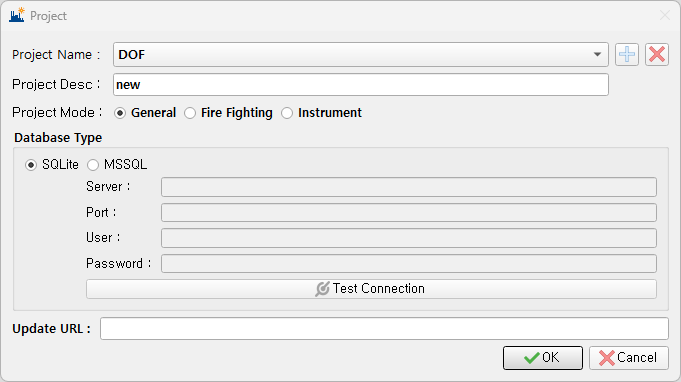 Project
Project Name : DOF
Project Desc : new
Project Mode : General Fire Fighting Instrument
Database Type
SQLite MSSQL
Server :
Port :
User :
Password :
Test Connection
Update URL :
OK Cancel